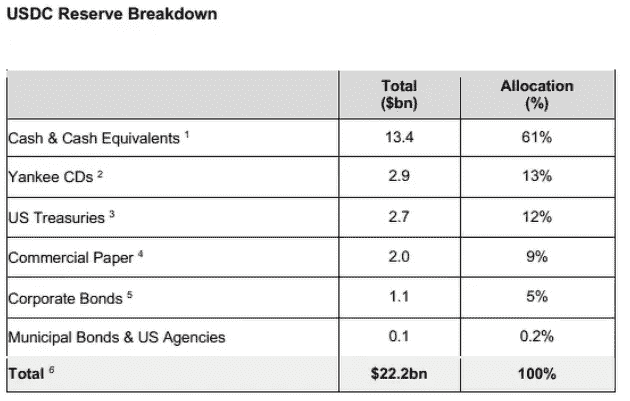 USDC Reserve Breakdown
Total ($bn) Allocation (%)
Cash & Cash Equivalents 1 13.4 61%
Yankee CDs 2 2.9 13%
US Treasuries 3 2.7 12%
Commercial Paper 4 2.0 9%
Corporate Bonds 5 1.1 5%
Municipal Bonds & US Agencies 0.1 0.2%
Total 6 $22.2bn 100%